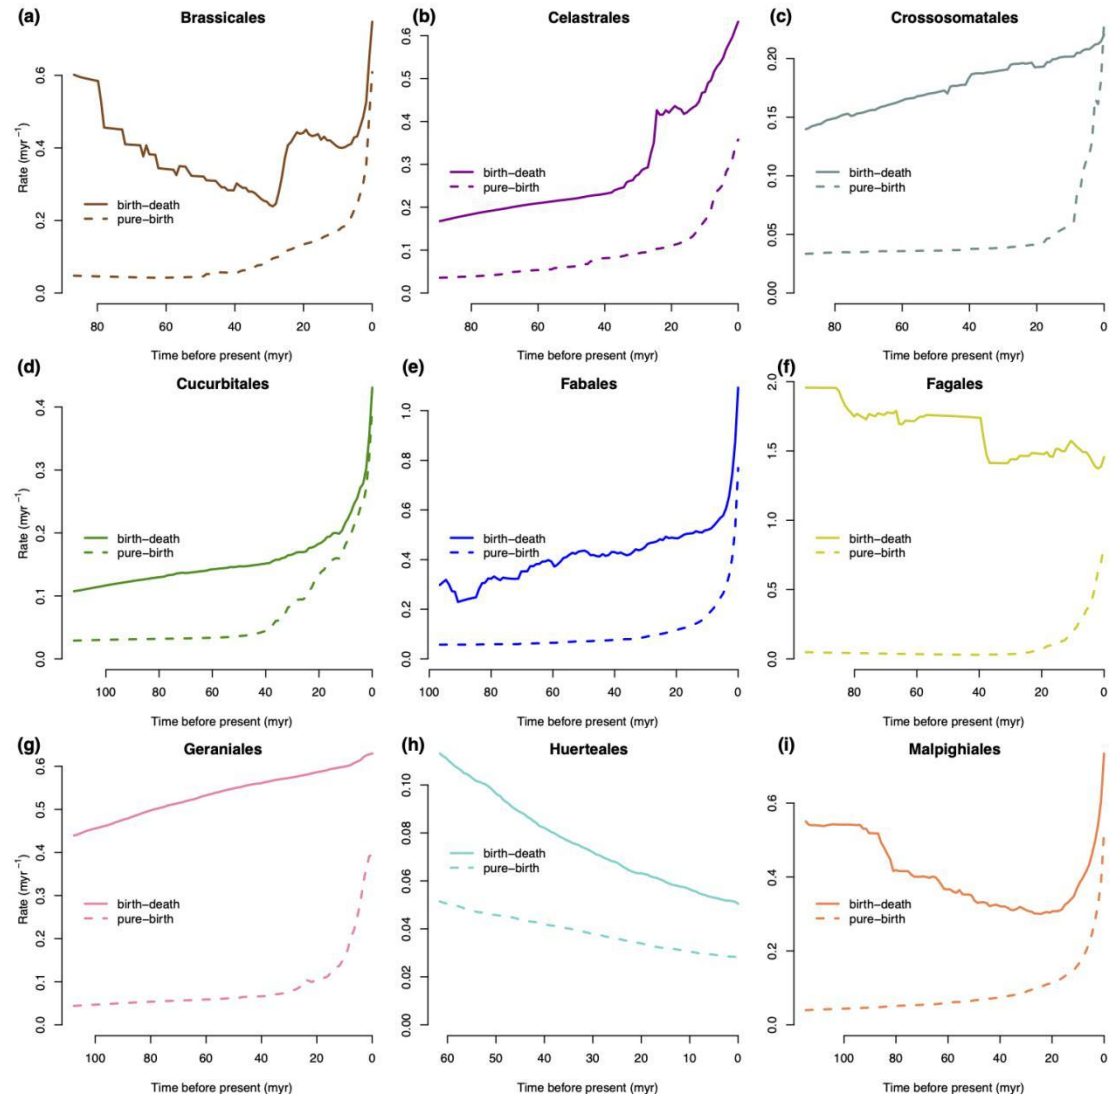 (a) Brassicales
Rate (myr⁻¹)
0.0 0.2 0.4 0.6
birth−death
pure−birth
80 60 40 20 0
Time before present (myr)
(b) Celastrales
0.0 0.1 0.2 0.3 0.4 0.5 0.6
birth−death
pure−birth
80 60 40 20 0
Time before present (myr)
(c) Crossosomatales
0.00 0.05 0.10 0.15 0.20
birth−death
pure−birth
80 60 40 20 0
Time before present (myr)
(d) Cucurbitales
Rate (myr⁻¹)
0.0 0.1 0.2 0.3 0.4
birth−death
pure−birth
100 80 60 40 20 0
Time before present (myr)
(e) Fabales
0.0 0.2 0.4 0.6 0.8 1.0
birth−death
pure−birth
100 80 60 40 20 0
Time before present (myr)
(f) Fagales
0.0 0.5 1.0 1.5 2.0
birth−death
pure−birth
80 60 40 20 0
Time before present (myr)
(g) Geraniales
Rate (myr⁻¹)
0.0 0.1 0.2 0.3 0.4 0.5 0.6
birth−death
pure−birth
100 80 60 40 20 0
Time before present (myr)
(h) Huerteales
0.00 0.02 0.04 0.06 0.08 0.10
birth−death
pure−birth
60 50 40 30 20 10 0
Time before present (myr)
(i) Malpighiales
0.0 0.2 0.4 0.6
birth−death
pure−birth
100 80 60 40 20 0
Time before present (myr)